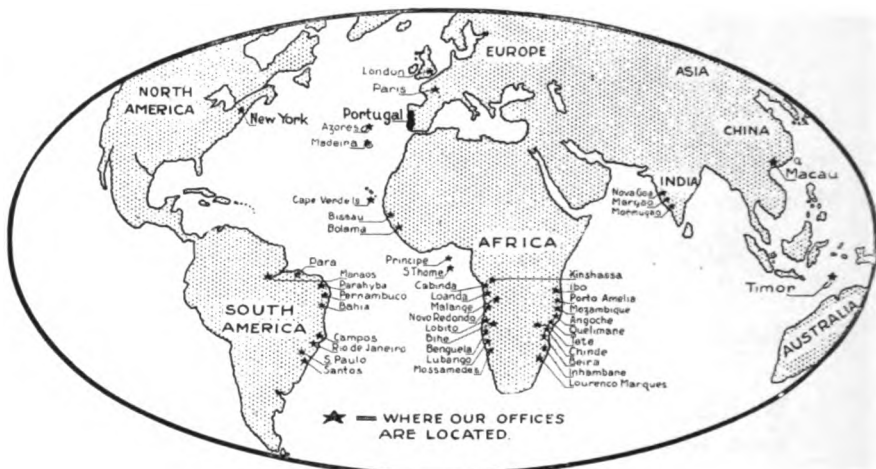 EUROPE
ASIA
London
Paris
NORTH
AMERICA
New York
Portugal
Azores
Madeira
CHINA
Macau
INDIA
Nova Goa
Margao
Mormugao
Cape Verde Is
Bissau
Bolama
AFRICA
Principe
S Thome
Para
Manaos
Parahyba
Pernambuco
Bahia
SOUTH
AMERICA
Campos
Rio de Janeiro
S. Paulo
Santos
Cabinda
Loanda
Malange
Novo Redondo
Lobito
Bihe
Benguela
Lubango
Mossamedes
Kinshassa
Ibo
Porto Amelia
Mozambique
Angoche
Quelimane
Tete
Chinde
Beira
Inhambane
Lourenco Marques
Timor
AUSTRALIA
★ = WHERE OUR OFFICES
ARE LOCATED.